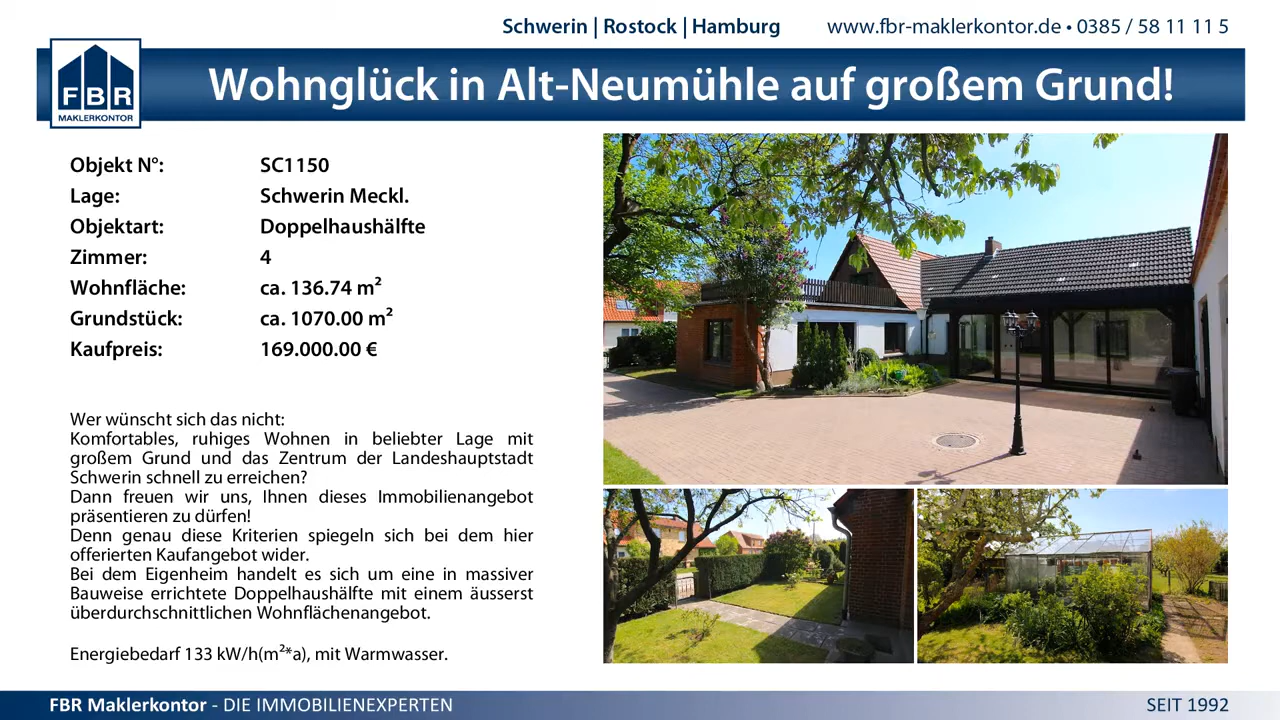 Schwerin | Rostock | Hamburg www.fbr-maklerkontor.de • 0385 / 58 11 11 5
FBR
MAKLERKONTOR
Wohnglück in Alt-Neumühle auf großem Grund!
Objekt N°: SC1150
Lage: Schwerin Meckl.
Objektart: Doppelhaushälfte
Zimmer: 4
Wohnfläche: ca. 136.74 m²
Grundstück: ca. 1070.00 m²
Kaufpreis: 169.000.00 €
Wer wünscht sich das nicht:
Komfortables, ruhiges Wohnen in beliebter Lage mit
großem Grund und das Zentrum der Landeshauptstadt
Schwerin schnell zu erreichen?
Dann freuen wir uns, Ihnen dieses Immobilienangebot
präsentieren zu dürfen!
Denn genau diese Kriterien spiegeln sich bei dem hier
offerierten Kaufangebot wider.
Bei dem Eigenheim handelt es sich um eine in massiver
Bauweise errichtete Doppelhaushälfte mit einem äusserst
überdurchschnittlichen Wohnflächenangebot.
Energiebedarf 133 kW/h(m²*a), mit Warmwasser.
FBR Maklerkontor - DIE IMMOBILIENEXPERTEN SEIT 1992